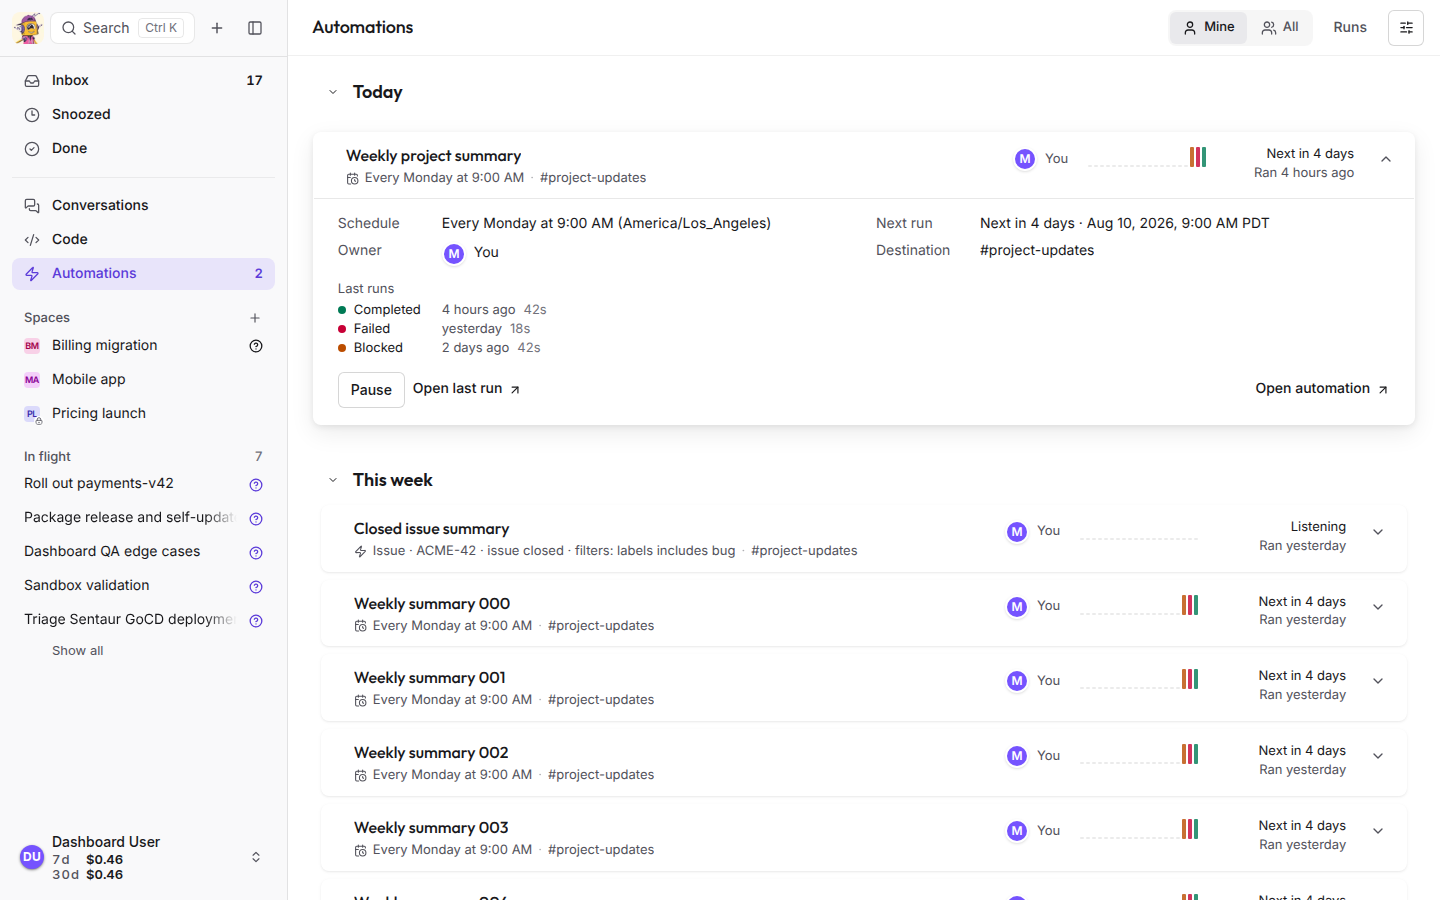 Search Ctrl K
Inbox 17
Snoozed
Done
Conversations
Code
Automations 2
Spaces
BM Billing migration
MA Mobile app
PL Pricing launch
In flight 7
Roll out payments-v42
Package release and self-updat
Dashboard QA edge cases
Sandbox validation
Triage Sentaur GoCD deployme
Show all
DU Dashboard User
7d $0.46
30d $0.46
Automations
Mine All Runs
Today
Weekly project summary
Every Monday at 9:00 AM · #project-updates
M You
Next in 4 days
Ran 4 hours ago
Schedule Every Monday at 9:00 AM (America/Los_Angeles)
Next run Next in 4 days · Aug 10, 2026, 9:00 AM PDT
Owner M You
Destination #project-updates
Last runs
Completed 4 hours ago 42s
Failed yesterday 18s
Blocked 2 days ago 42s
Pause Open last run
Open automation
This week
Closed issue summary
Issue · ACME-42 · issue closed · filters: labels includes bug · #project-updates
M You
Listening
Ran yesterday
Weekly summary 000
Every Monday at 9:00 AM · #project-updates
M You
Next in 4 days
Ran yesterday
Weekly summary 001
Every Monday at 9:00 AM · #project-updates
M You
Next in 4 days
Ran yesterday
Weekly summary 002
Every Monday at 9:00 AM · #project-updates
M You
Next in 4 days
Ran yesterday
Weekly summary 003
Every Monday at 9:00 AM · #project-updates
M You
Next in 4 days
Ran yesterday